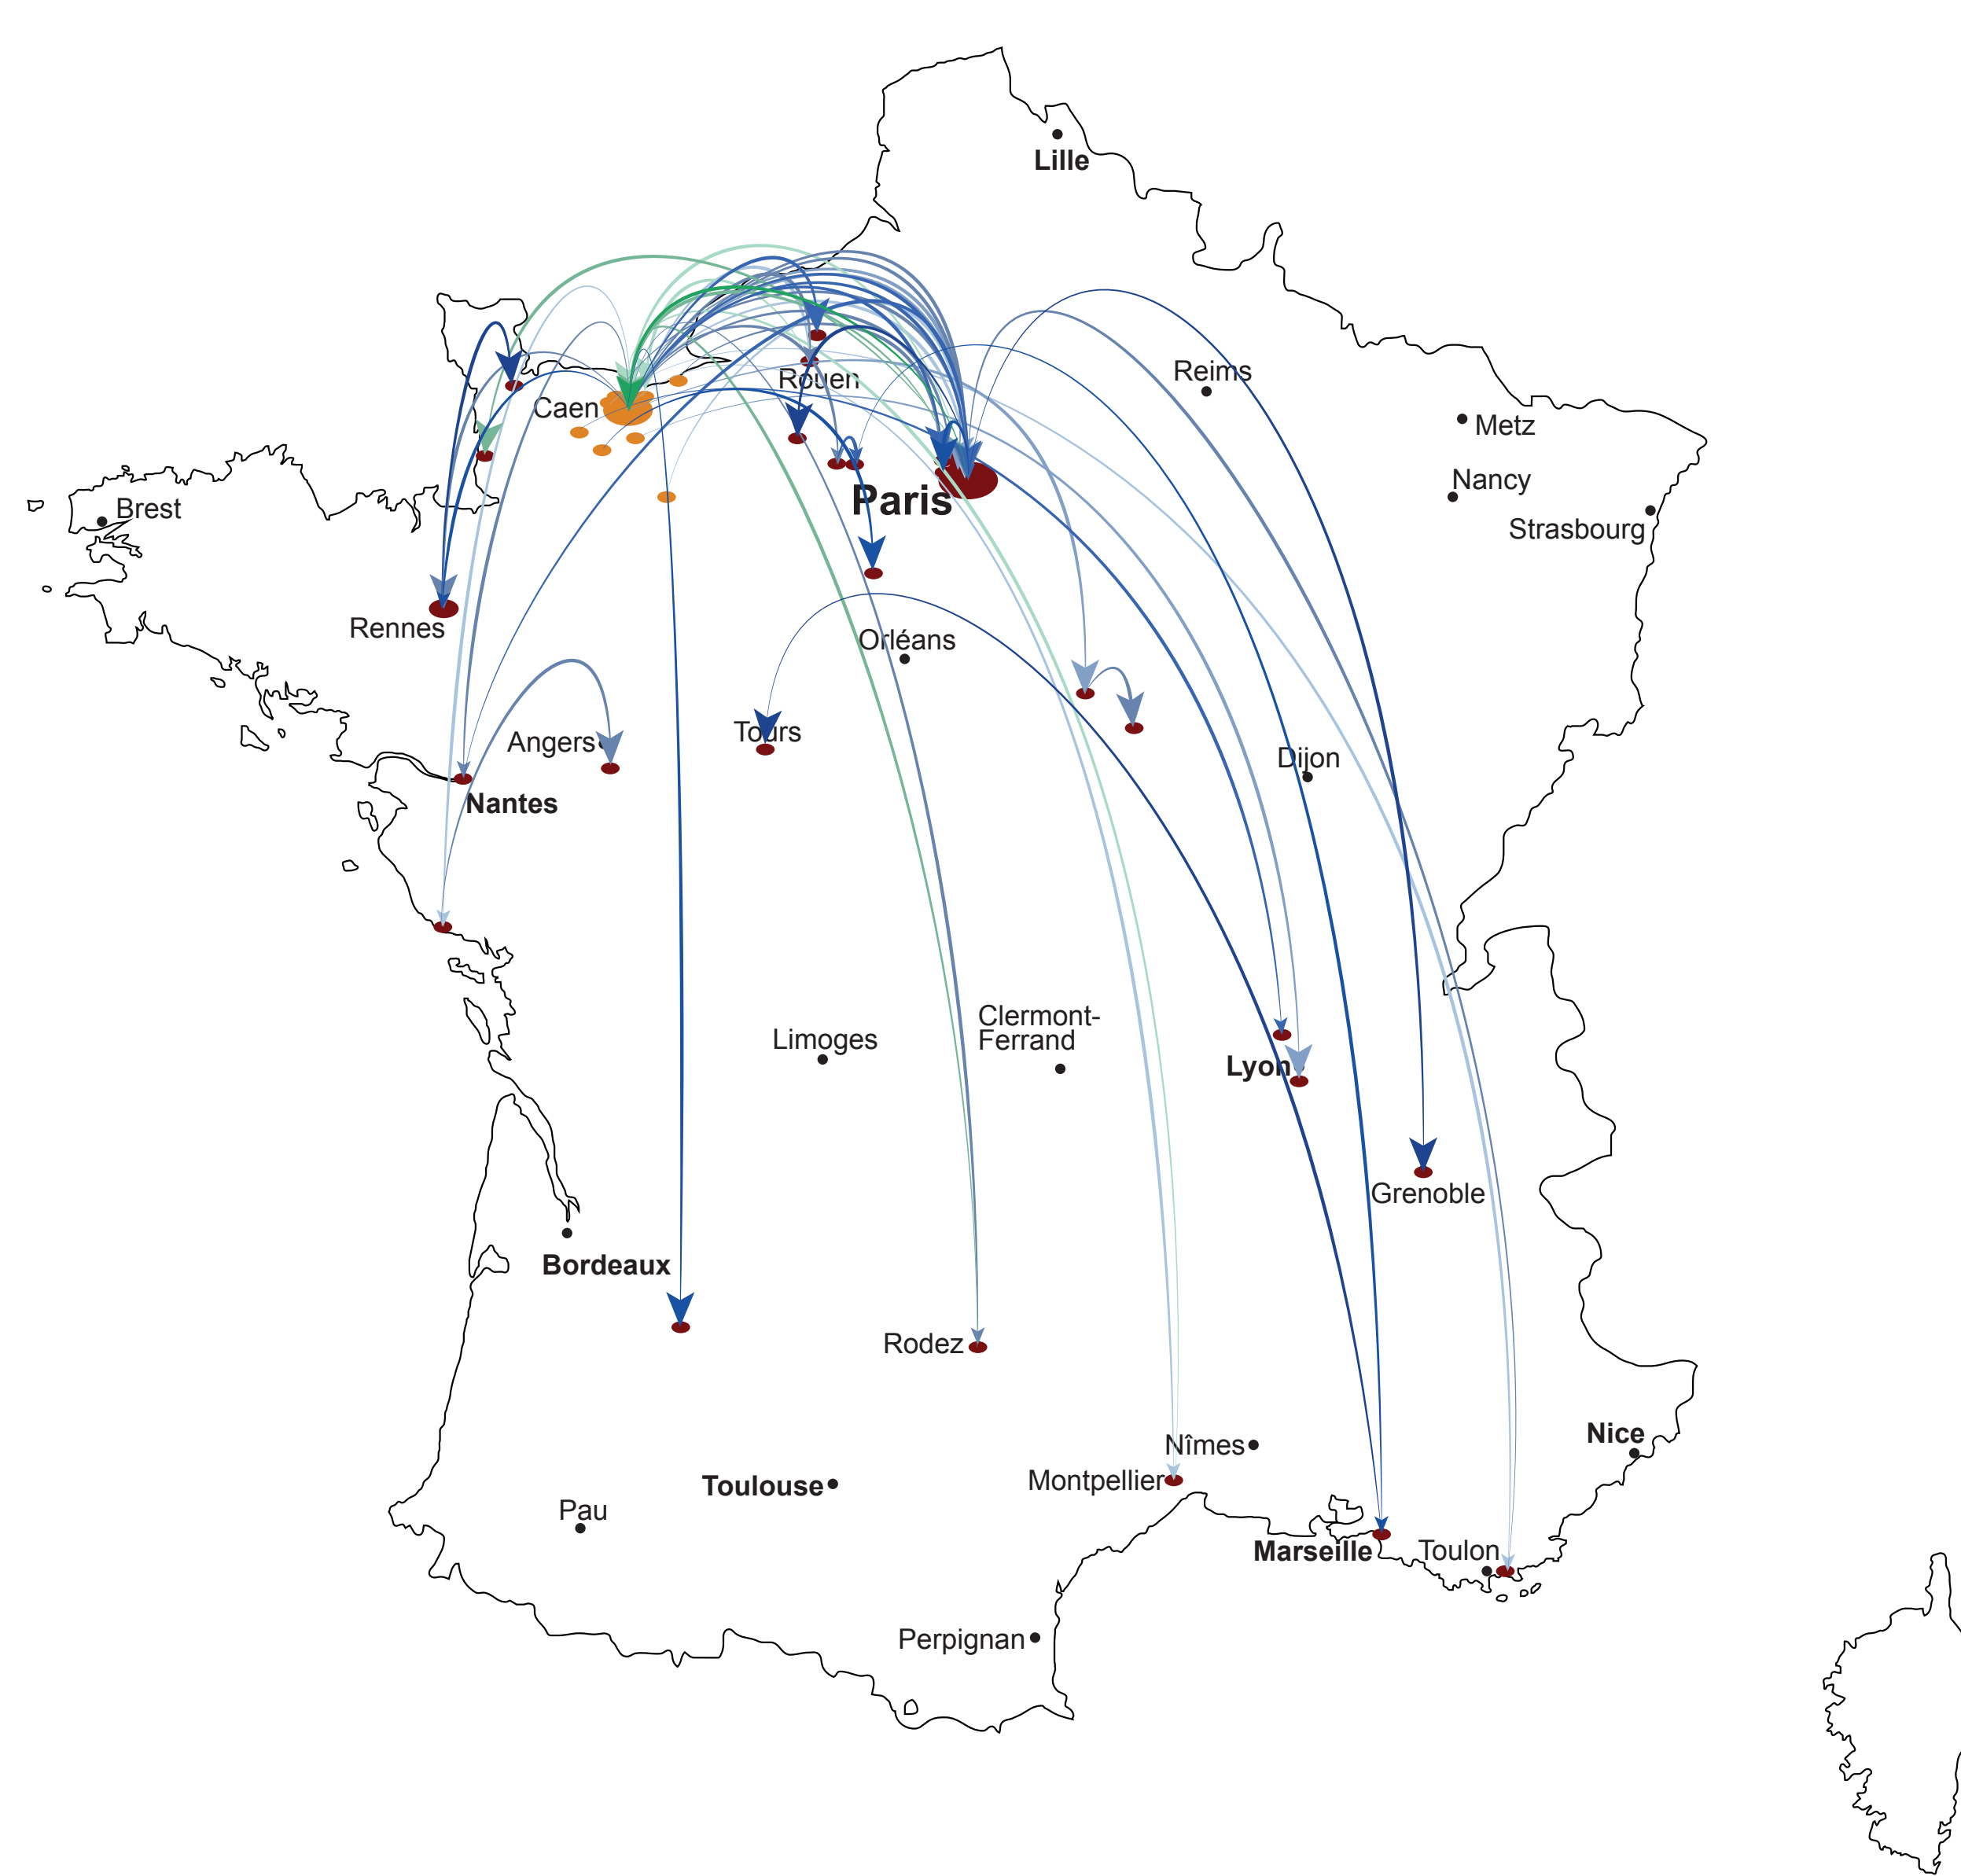 Lille
Reims
Rouen
Caen
Metz
Nancy
Paris
Brest
Strasbourg
Rennes
Orléans
Tours
Angers
Dijon
Nantes
Clermont-
Ferrand
Limoges
Lyon
Grenoble
Bordeaux
Rodez
Nice
Nîmes
Montpellier
Toulouse
Pau
Marseille
Toulon
Perpignan